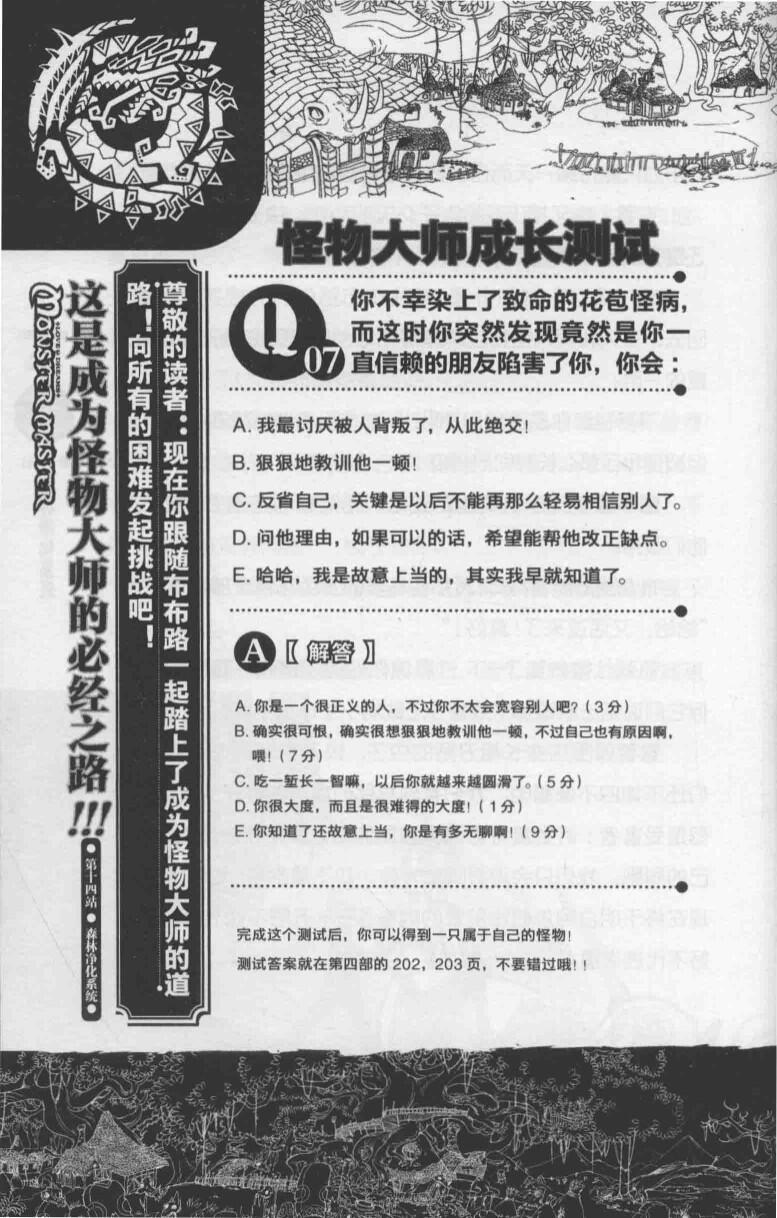 怪物大师成长测试
Q07
你不幸染上了致命的花苞怪病，
而这时你突然发现竟然是你一
直信赖的朋友陷害了你，你会：
A. 我最讨厌被人背叛了，从此绝交！
B. 狠狠地教训他一顿！
C. 反省自己，关键是以后不能再那么轻易相信别人了。
D. 问他理由，如果可以的话，希望能帮他改正缺点。
E. 哈哈，我是故意上当的，其实我早就知道了。
A【解答】
A. 你是一个很正义的人，不过你不太会宽容别人吧？(3分)
B. 确实很可恨，确实很想狠狠地教训他一顿，不过自己也有原因啊，
喂！(7分)
C. 吃一堑长一智嘛，以后你就越来越圆滑了。(5分)
D. 你很大度，而且是很难得的大度！(1分)
E. 你知道了还故意上当，你是有多无聊啊！(9分)
完成这个测试后，你可以得到一只属于自己的怪物！
测试答案就在第四部的202，203页，不要错过哦！！
尊敬的读者：现在你跟随布布路一起踏上了成为怪物大师的道
路！向所有的困难发起挑战吧！
这是成为怪物大师的必经之路!!!
LOVE & DREAMS
MONSTER MASTER
●第十四站●森林净化系统●